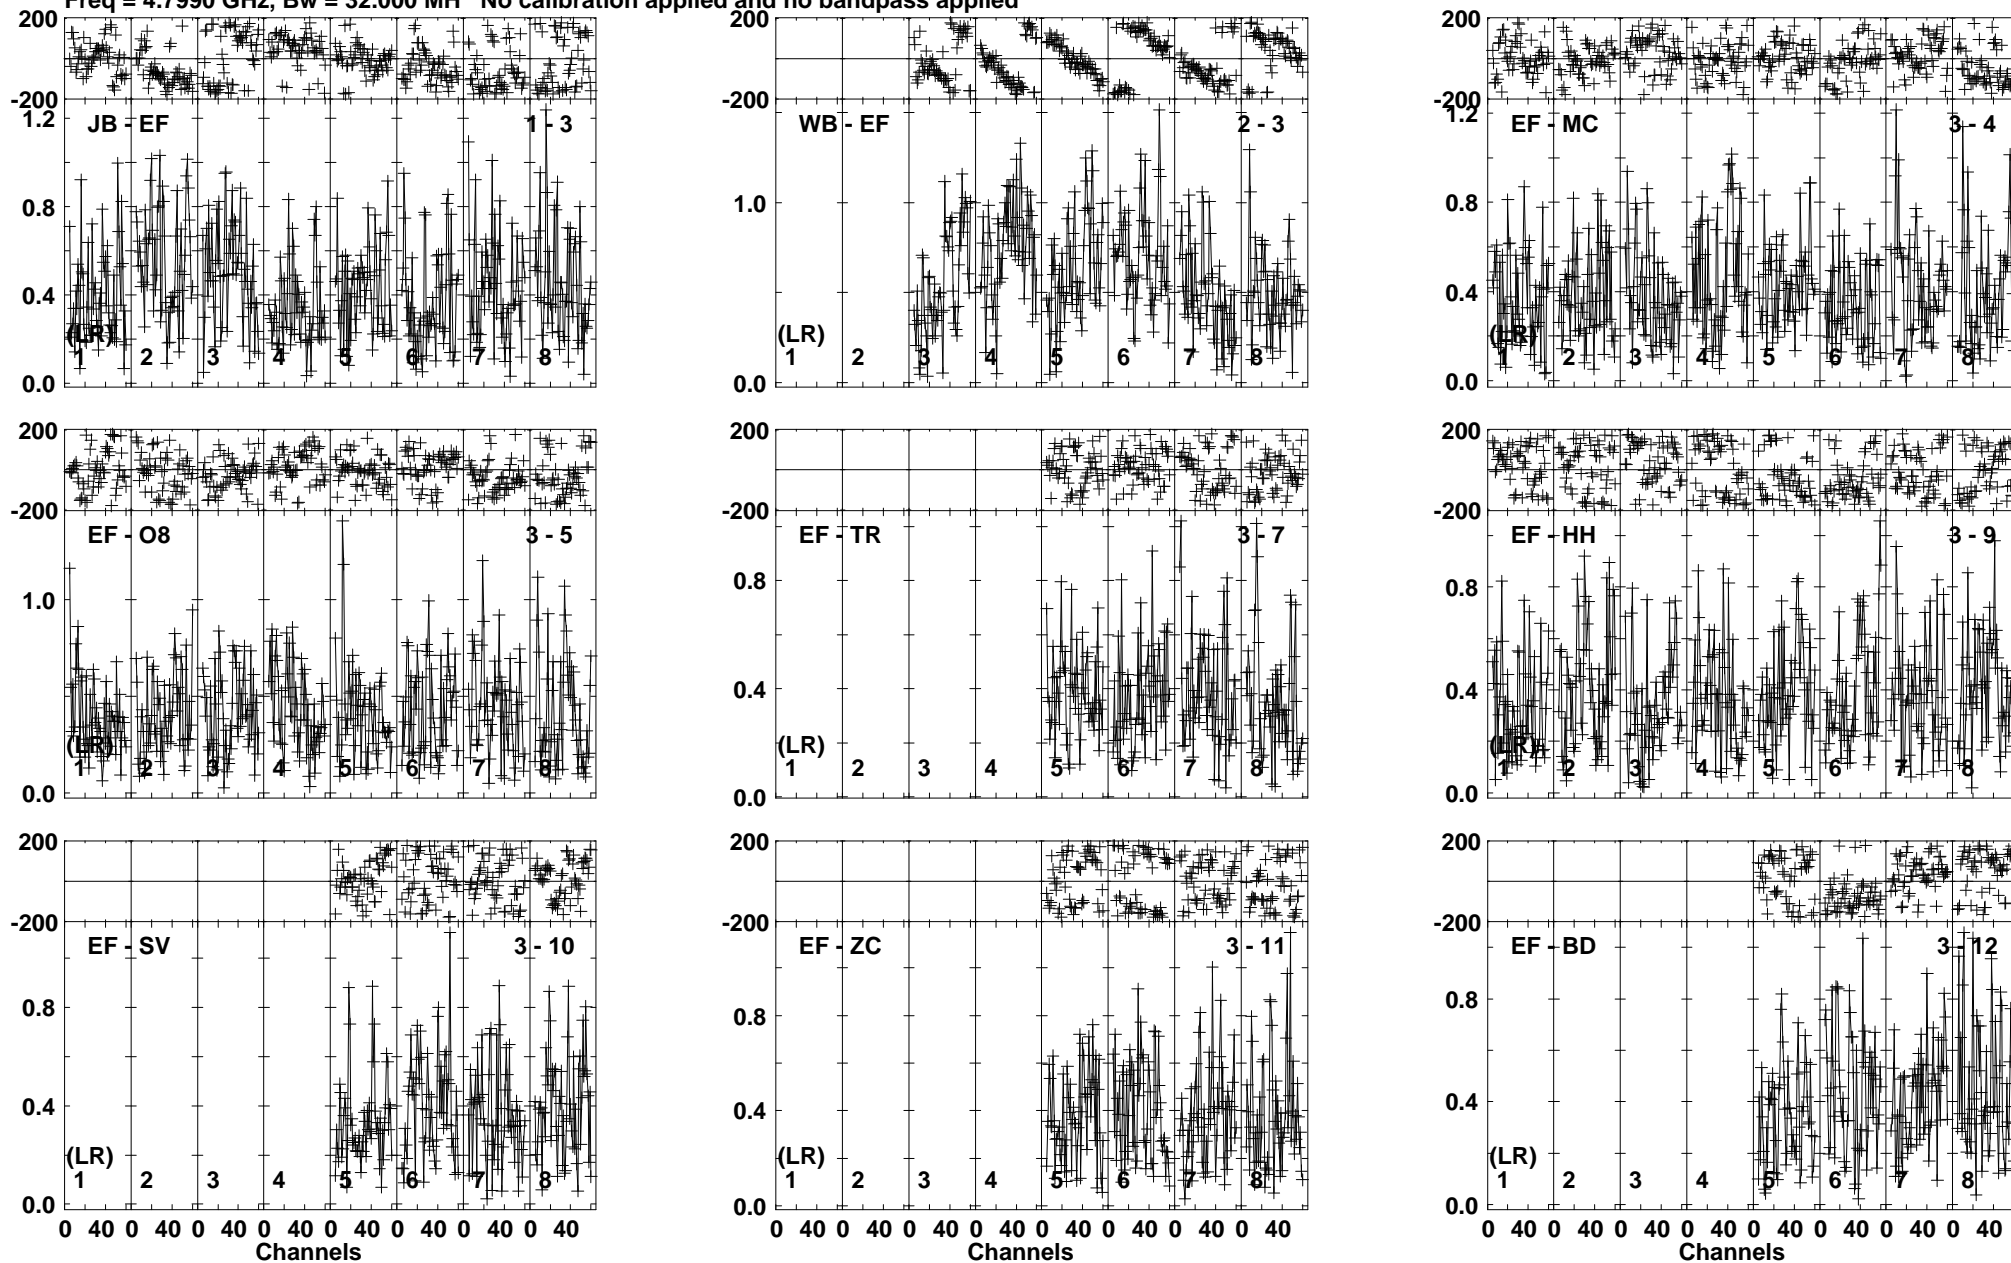 Freq = 4.7990 GHz, Bw = 32.000 MH No calibration applied and no bandpass applied
200
-200
1.2
0.8
0.4
0.0
JB - EF
1 - 3
(LR)
1 2 3 4 5 6 7 8
200
-200
1.0
0.0
WB - EF
2 - 3
(LR)
1 2 3 4 5 6 7 8
200
-200
1.2
0.8
0.4
0.0
EF - MC
3 - 4
(LR)
1 2 3 4 5 6 7 8
200
-200
1.0
0.0
EF - O8
3 - 5
(LR)
1 2 3 4 5 6 7 8
200
-200
0.8
0.4
0.0
EF - TR
3 - 7
(LR)
1 2 3 4 5 6 7 8
200
-200
0.8
0.4
0.0
EF - HH
3 - 9
(LR)
1 2 3 4 5 6 7 8
200
-200
0.8
0.4
0.0
EF - SV
3 - 10
(LR)
1 2 3 4 5 6 7 8
0 40 0 40 0 40 0 40 0 40 0 40 0 40 0 40
Channels
200
-200
0.8
0.4
0.0
EF - ZC
3 - 11
(LR)
1 2 3 4 5 6 7 8
0 40 0 40 0 40 0 40 0 40 0 40 0 40 0 40
Channels
200
-200
0.8
0.4
0.0
EF - BD
3 - 12
(LR)
1 2 3 4 5 6 7 8
0 40 0 40 0 40 0 40 0 40 0 40 0 40 0 40
Channels